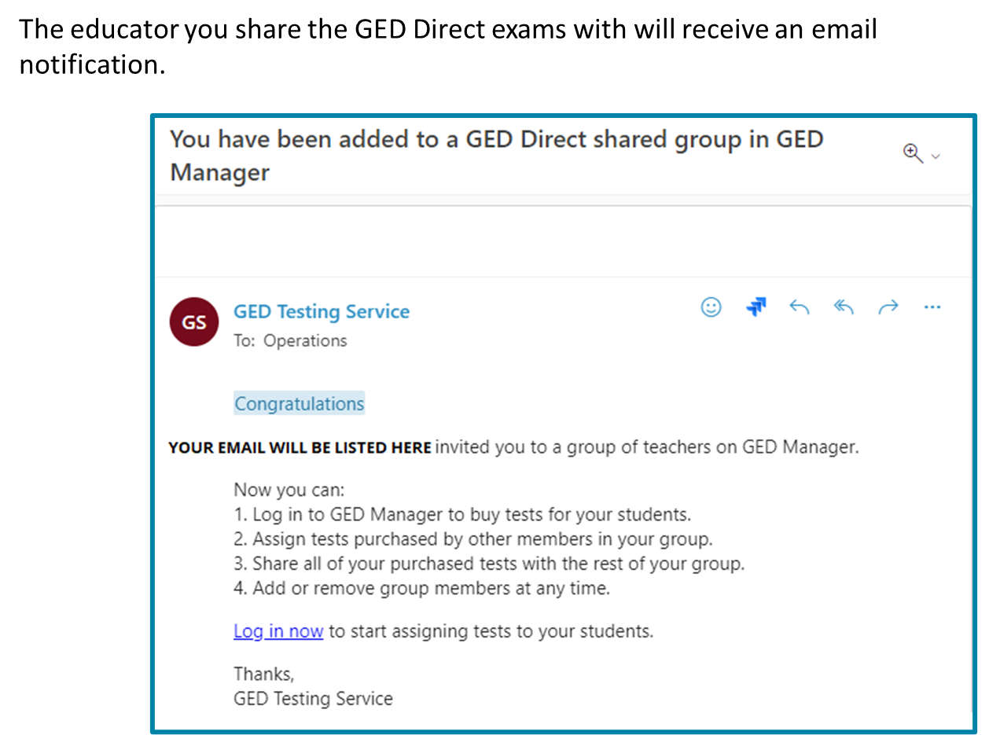 The educator you share the GED Direct exams with will receive an email
notification.
You have been added to a GED Direct shared group in GED
Manager
GS
GED Testing Service
To: Operations
Congratulations
YOUR EMAIL WILL BE LISTED HERE invited you to a group of teachers on GED Manager.
Now you can:
1. Log in to GED Manager to buy tests for your students.
2. Assign tests purchased by other members in your group.
3. Share all of your purchased tests with the rest of your group.
4. Add or remove group members at any time.
Log in now to start assigning tests to your students.
Thanks,
GED Testing Service